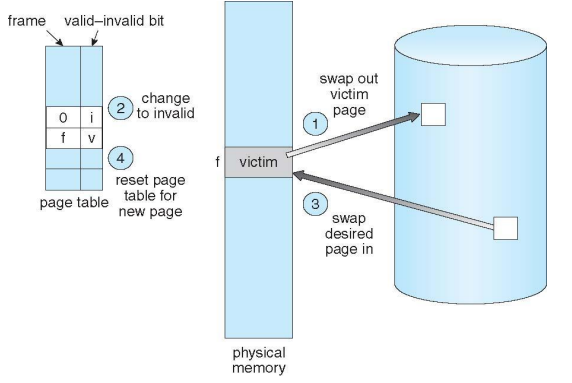 frame
valid–invalid bit
0
i
f
v
2
change
to invalid
4
reset page
table for
new page
page table
f
victim
1
swap out
victim
page
3
swap
desired
page in
physical
memory